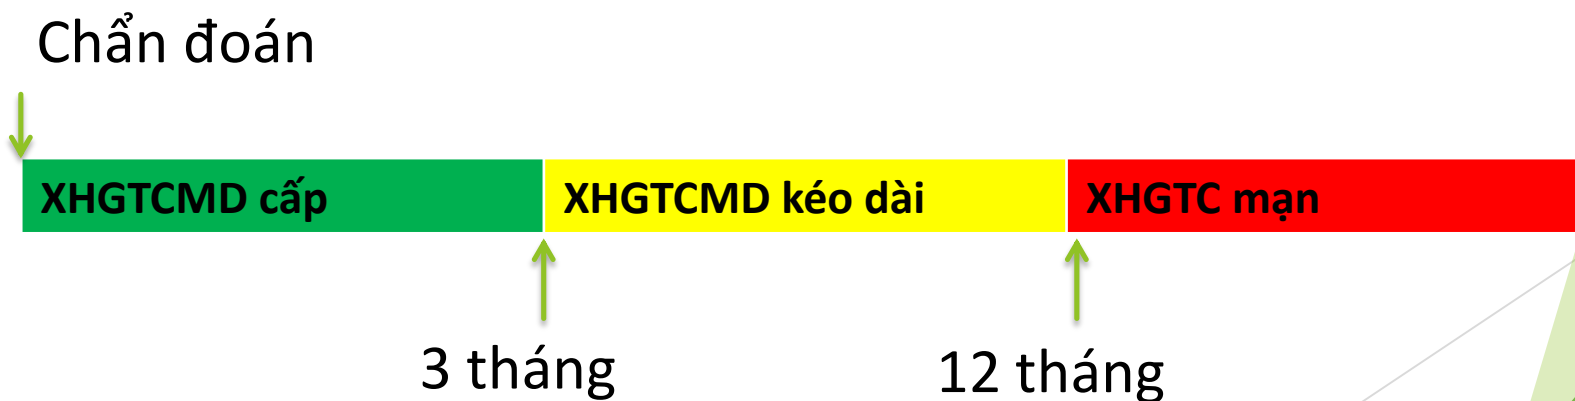 Chẩn đoán
XHGTCMD cấp XHGTCMD kéo dài XHGTC mạn
3 tháng 12 tháng